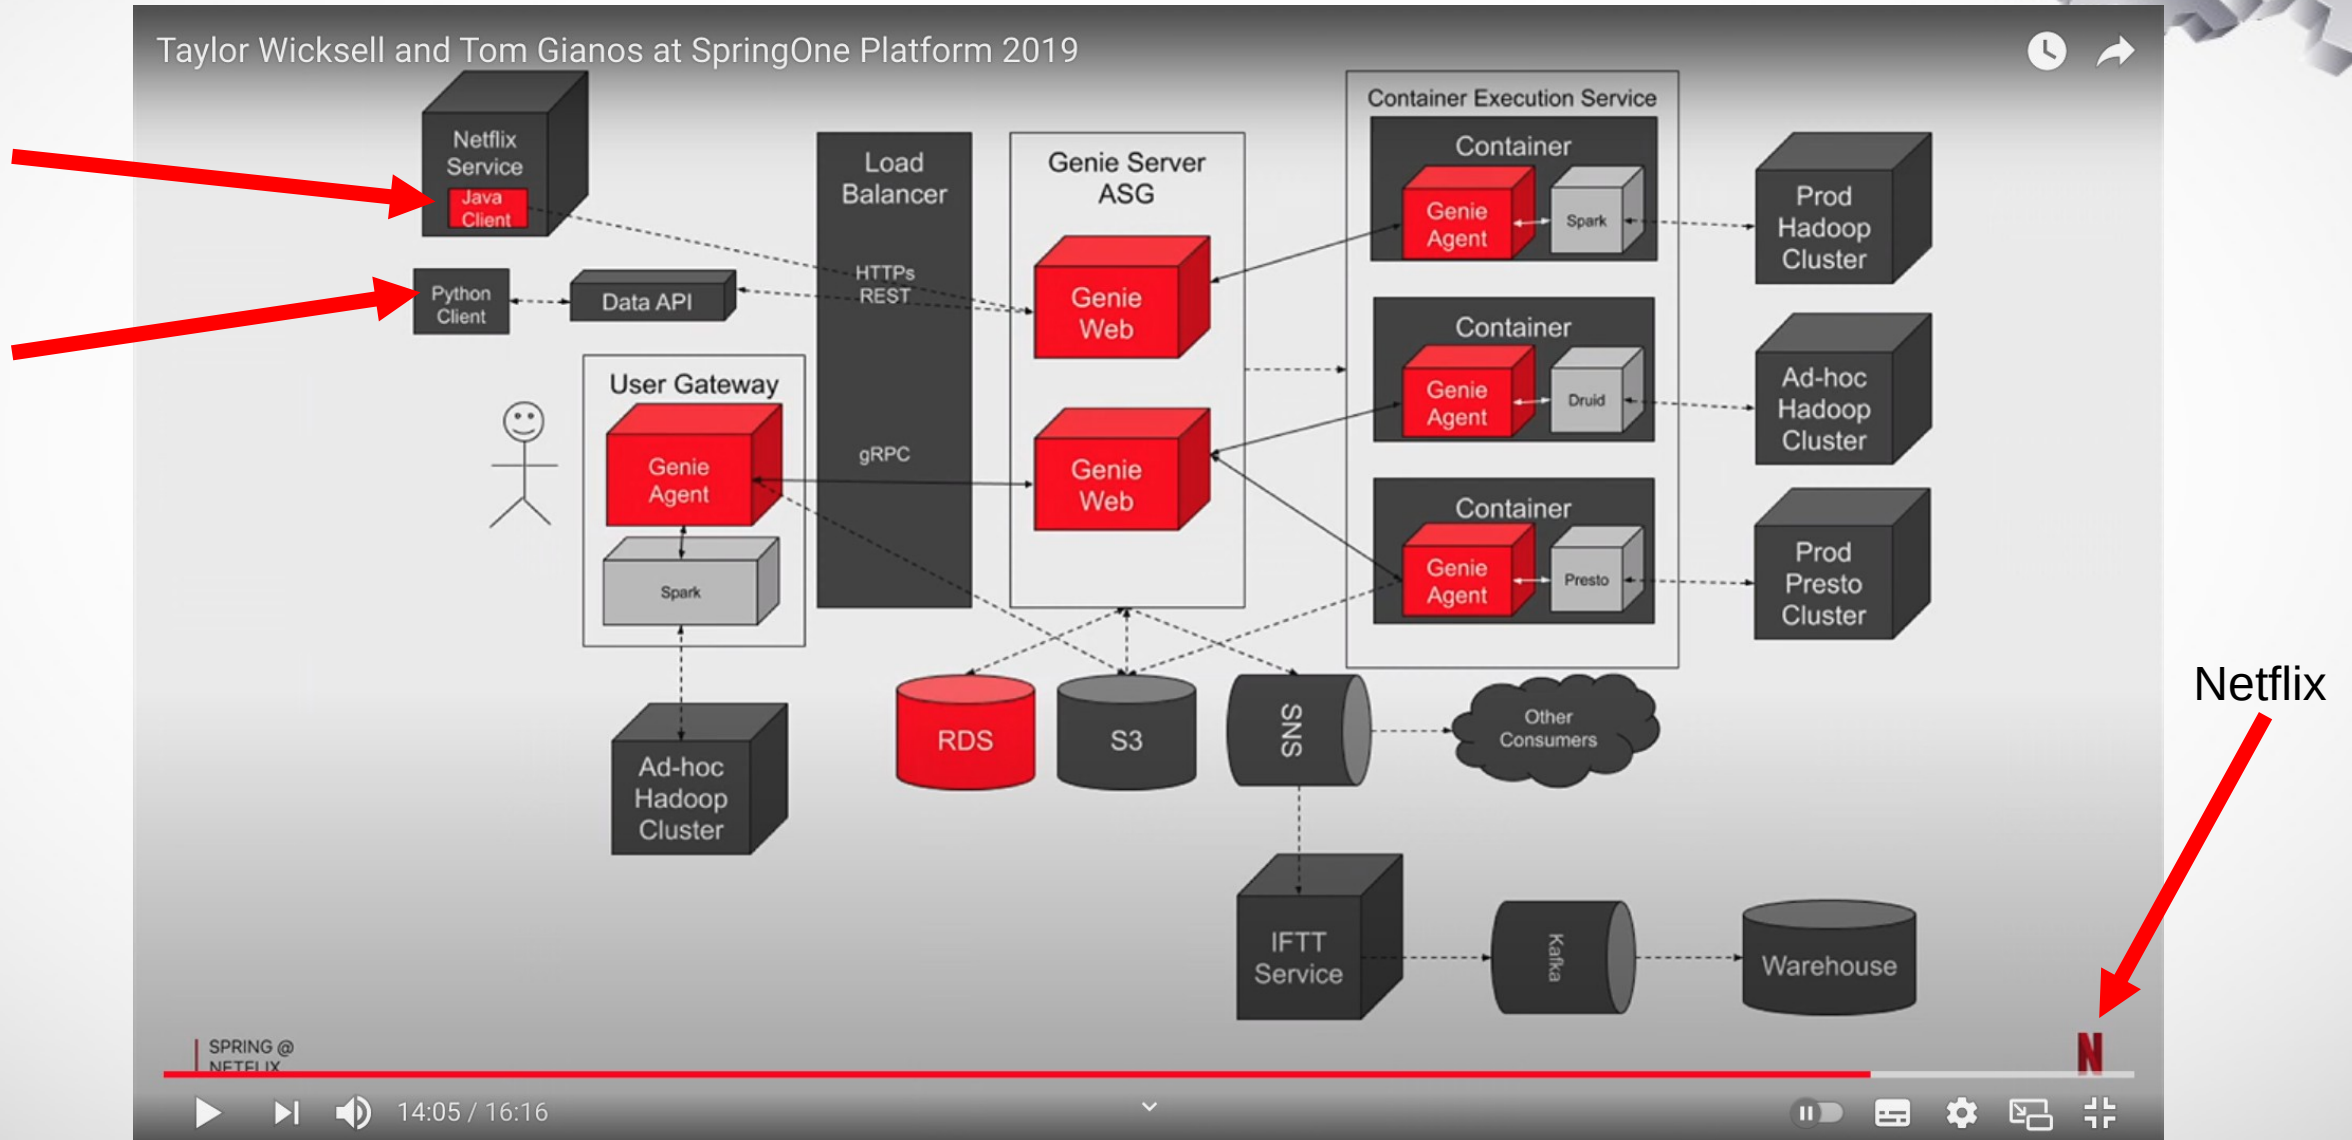 Taylor Wicksell and Tom Gianos at SpringOne Platform 2019
Netflix
Service
Java
Client
Python
Client
Data API
User Gateway
Genie
Agent
Spark
Ad-hoc
Hadoop
Cluster
Load
Balancer
HTTPs
REST
gRPC
Genie Server
ASG
Genie
Web
Genie
Web
Container Execution Service
Container
Genie
Agent
Spark
Container
Genie
Agent
Druid
Container
Genie
Agent
Presto
Prod
Hadoop
Cluster
Ad-hoc
Hadoop
Cluster
Prod
Presto
Cluster
RDS
S3
SNS
Other
Consumers
IFTT
Service
Kafka
Warehouse
Netflix
SPRING @
NETFLIX
N
14:05 / 16:16